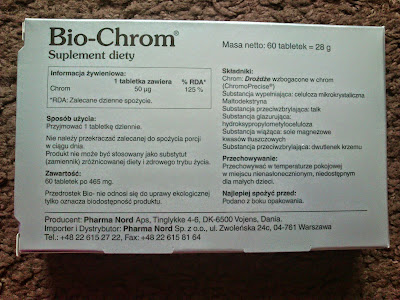 Bio-Chrom®
Suplement diety
Masa netto: 60 tabletek = 28 g
Informacja żywieniowa:
1 tabletka zawiera % RDA*
Chrom 50 µg 125 %
*RDA: Zalecane dzienne spożycie.
Sposób użycia:
Przyjmować 1 tabletkę dziennie.
Nie należy przekraczać zalecanej do spożycia porcji
w ciągu dnia.
Produkt nie może być stosowany jako substytut
(zamiennik) zróżnicowanej diety i zdrowego trybu życia.
Zawartość:
60 tabletek po 465 mg.
Przedrostek Bio- nie odnosi się do uprawy ekologicznej
tylko oznacza biodostępność produktu.
Składniki:
Chrom: Drożdże wzbogacone w chrom
(ChromoPrecise®)
Substancja wypełniająca: celuloza mikrokrystaliczna
Maltodekstryna
Substancja przeciwzbrylająca: talk
Substancja glazurująca:
hydroksypropylometyloceluloza
Substancja wiążąca: sole magnezowe
kwasów tłuszczowych
Substancja przeciwzbrylająca: dwutlenek krzemu
Przechowywanie:
Przechowywać w temperaturze pokojowej
w miejscu nienasłonecznionym, niedostępnym
dla małych dzieci.
Najlepiej spożyć przed:
Podano z boku opakowania.
Producent: Pharma Nord Aps, Tinglykke 4-6, DK-6500 Vojens, Dania.
Importer i Dystrybutor: Pharma Nord Sp. z o.o., ul. Zwoleńska 24c, 04-761 Warszawa
Tel.: +48 22 615 27 22, Fax: +48 22 615 81 64